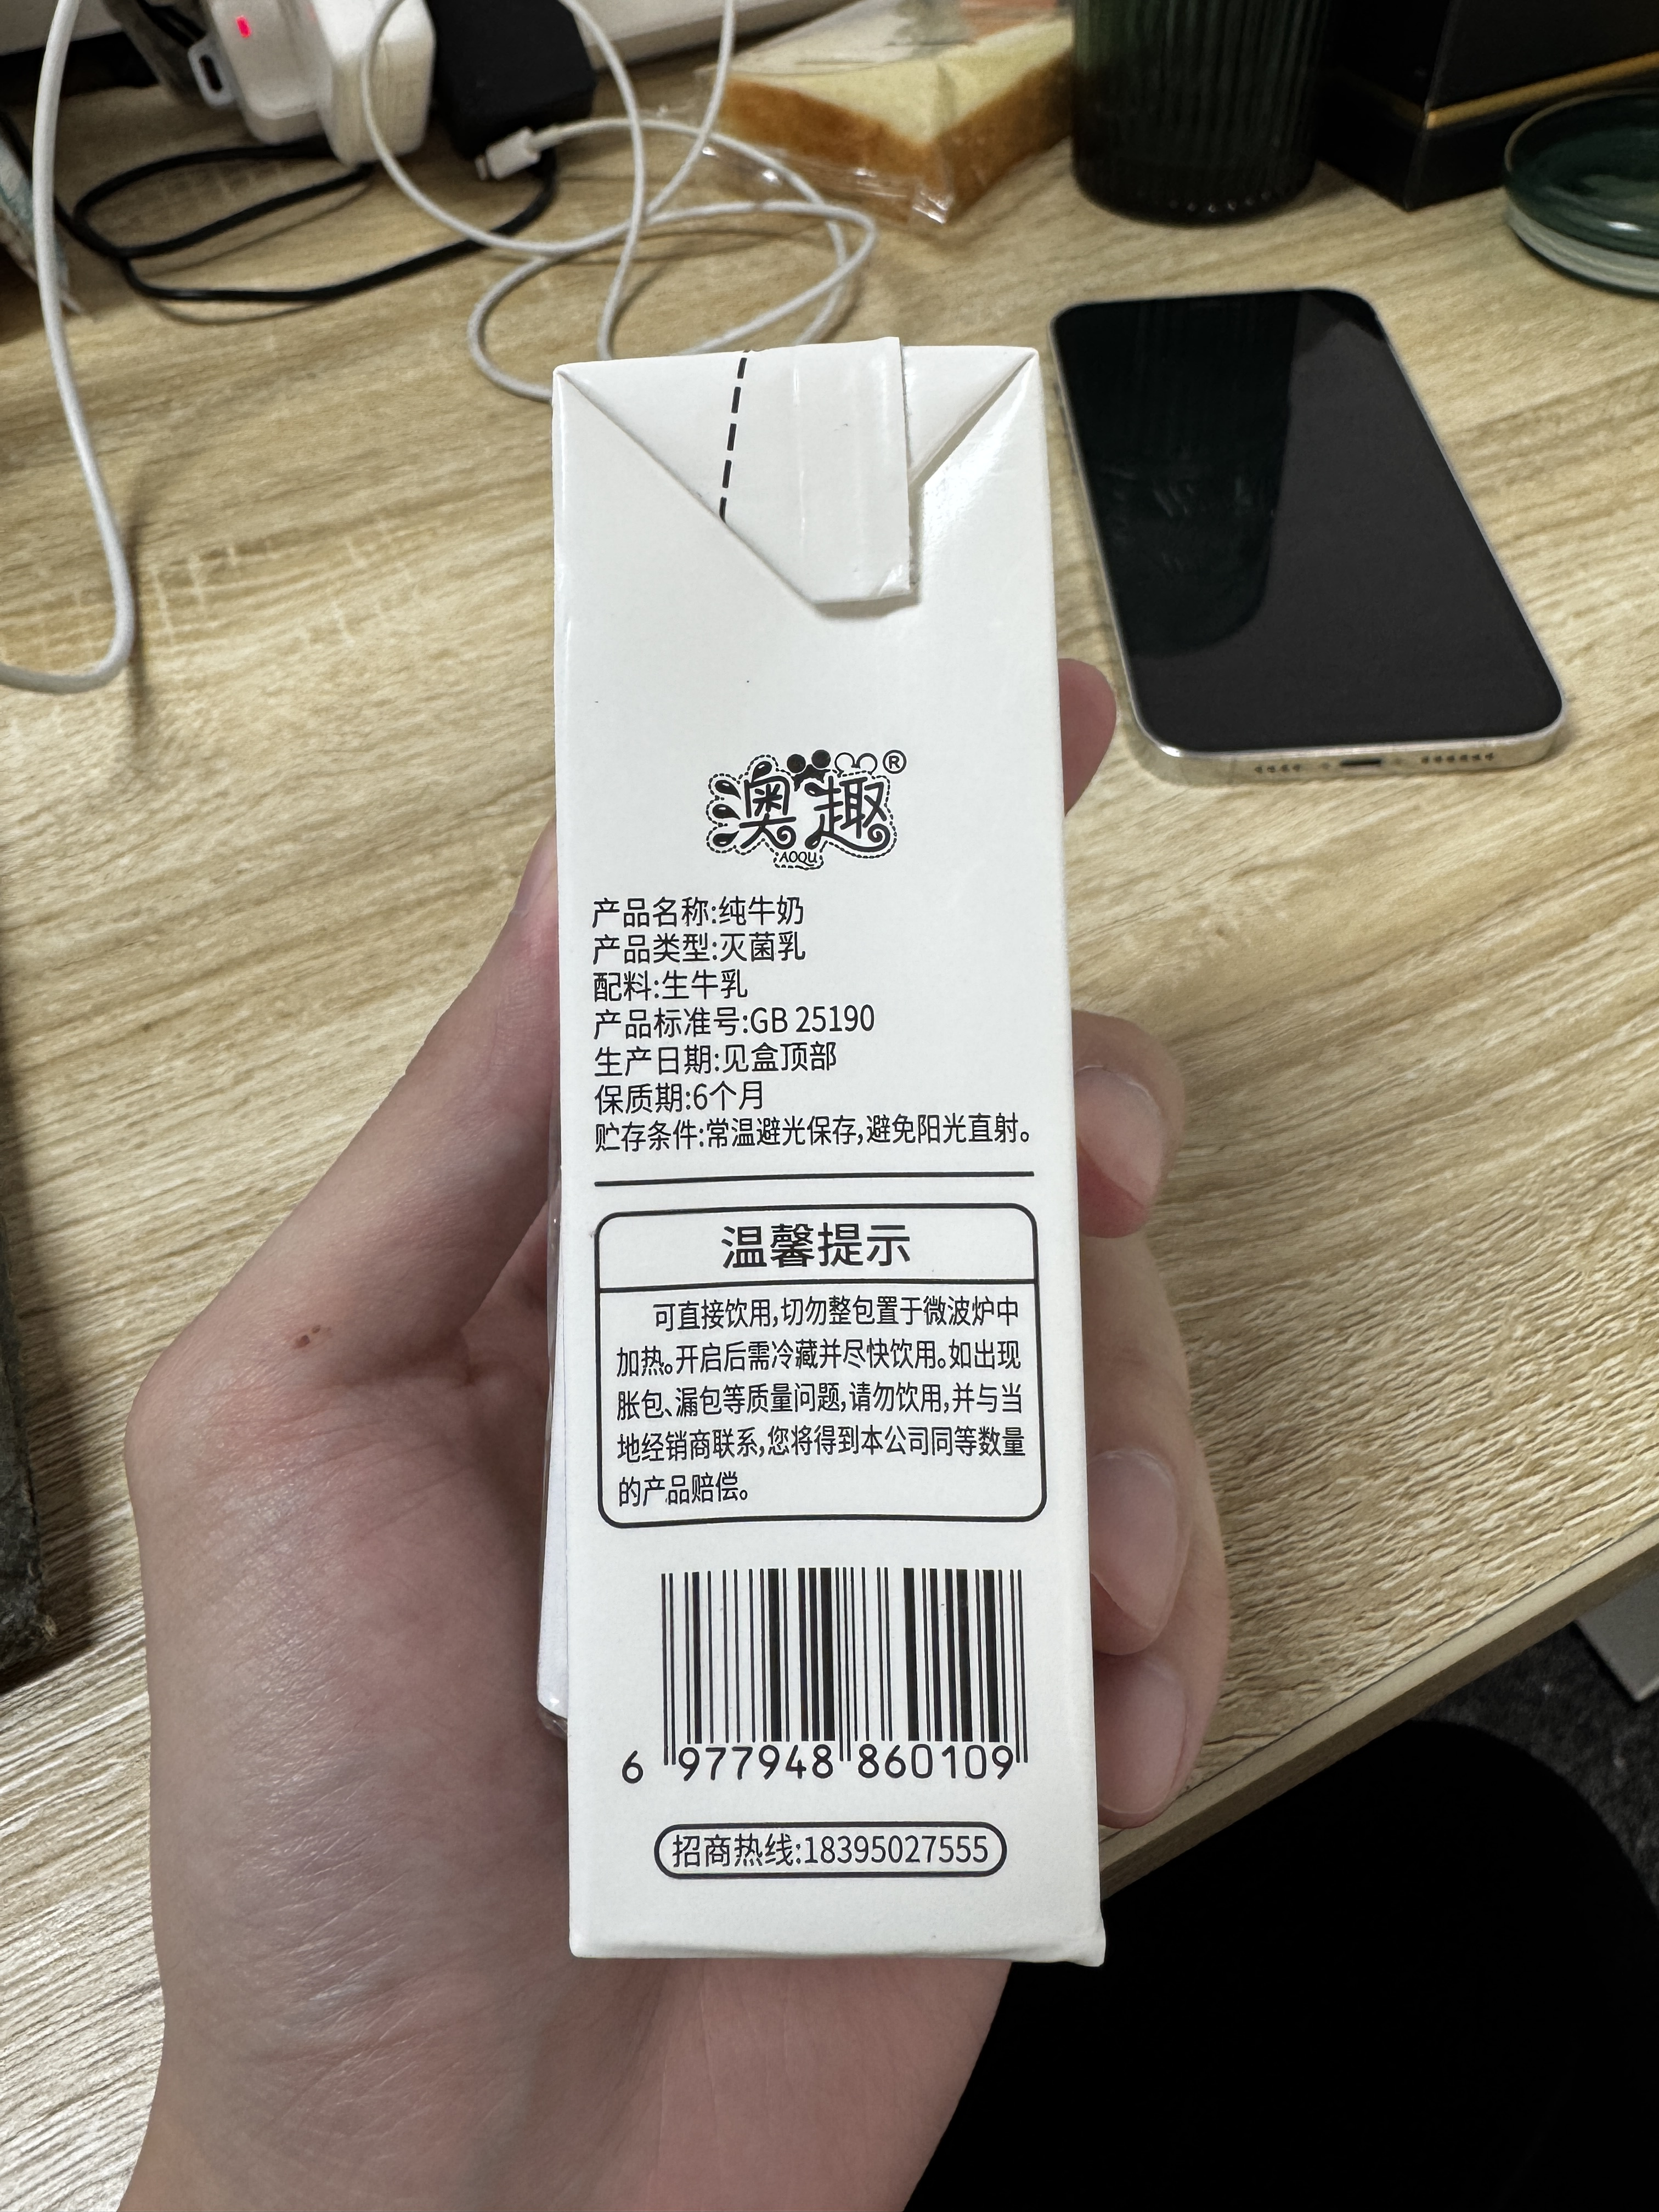 澳趣®
AOQU
产品名称:纯牛奶
产品类型:灭菌乳
配料:生牛乳
产品标准号:GB 25190
生产日期:见盒顶部
保质期:6个月
贮存条件:常温避光保存,避免阳光直射。
温馨提示
可直接饮用,切勿整包置于微波炉中
加热。开启后需冷藏并尽快饮用。如出现
胀包、漏包等质量问题,请勿饮用,并与当
地经销商联系,您将得到本公司同等数量
的产品赔偿。
6 977948 860109
招商热线:18395027555